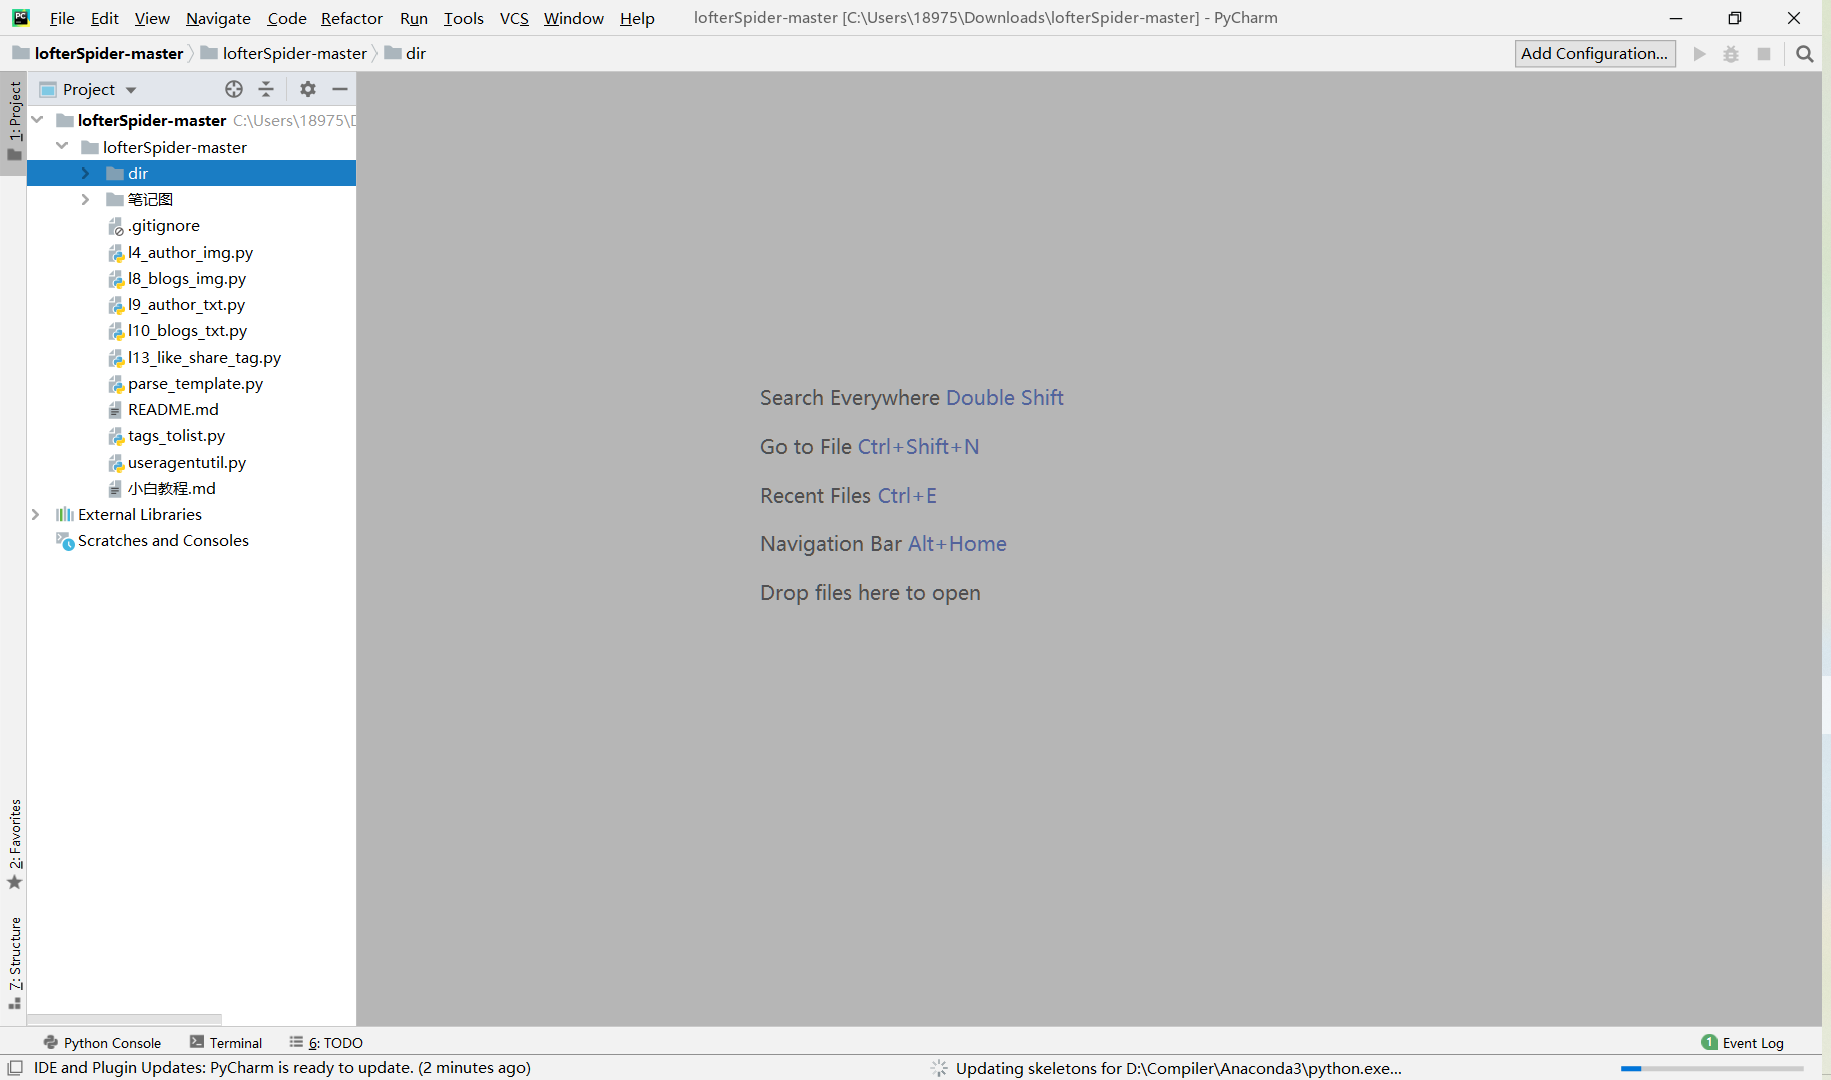 File Edit View Navigate Code Refactor Run Tools VCS Window Help lofterSpider-master [C:\Users\18975\Downloads\lofterSpider-master] - PyCharm
lofterSpider-master lofterSpider-master dir Add Configuration...
1: Project
Project
lofterSpider-master C:\Users\18975\D
lofterSpider-master
dir
笔记图
.gitignore
l4_author_img.py
l8_blogs_img.py
l9_author_txt.py
l10_blogs_txt.py
l13_like_share_tag.py
parse_template.py
README.md
tags_tolist.py
useragentutil.py
小白教程.md
External Libraries
Scratches and Consoles
Search Everywhere Double Shift
Go to File Ctrl+Shift+N
Recent Files Ctrl+E
Navigation Bar Alt+Home
Drop files here to open
2: Favorites
7: Structure
Python Console Terminal 6: TODO 1 Event Log
IDE and Plugin Updates: PyCharm is ready to update. (2 minutes ago) Updating skeletons for D:\Compiler\Anaconda3\python.exe...